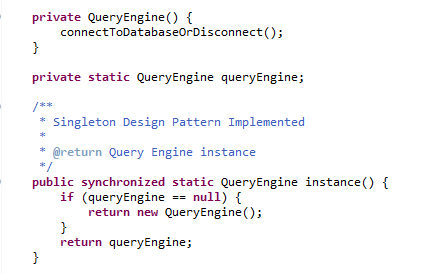 private QueryEngine() {
connectToDatabaseOrDisconnect();
}
private static QueryEngine queryEngine;
/**
* Singleton Design Pattern Implemented
*
* @return Query Engine instance
*/
public synchronized static QueryEngine instance() {
if (queryEngine == null) {
return new QueryEngine();
}
return queryEngine;
}